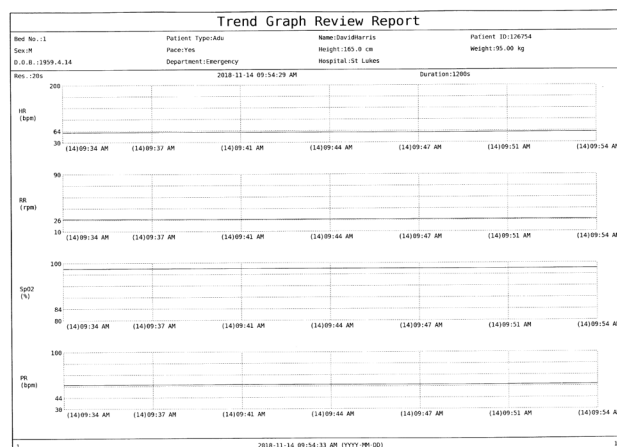 Trend Graph Review Report
Bed No.:1 Patient Type:Adu Name:DavidHarris Patient ID:126754
Sex:M Pace:Yes Height:165.0 cm Weight:95.00 kg
D.O.B.:1959.4.14 Department:Emergency Hospital:St Lukes
Res.:20s 2018-11-14 09:54:29 AM Duration:1200s
208
HR
(bpm)
64
30
(14)09:34 AM (14)09:37 AM (14)09:41 AM (14)09:44 AM (14)09:47 AM (14)09:51 AM (14)09:54 AM
90
RR
(rpm)
26
10
(14)09:34 AM (14)09:37 AM (14)09:41 AM (14)09:44 AM (14)09:47 AM (14)09:51 AM (14)09:54 AM
100
SpO2
(%)
84
80
(14)09:34 AM (14)09:37 AM (14)09:41 AM (14)09:44 AM (14)09:47 AM (14)09:51 AM (14)09:54 AM
100
PR
(bpm)
44
30
(14)09:34 AM (14)09:37 AM (14)09:41 AM (14)09:44 AM (14)09:47 AM (14)09:51 AM (14)09:54
2018-11-14 09:54:33 AM (YYYY-MM-DD)